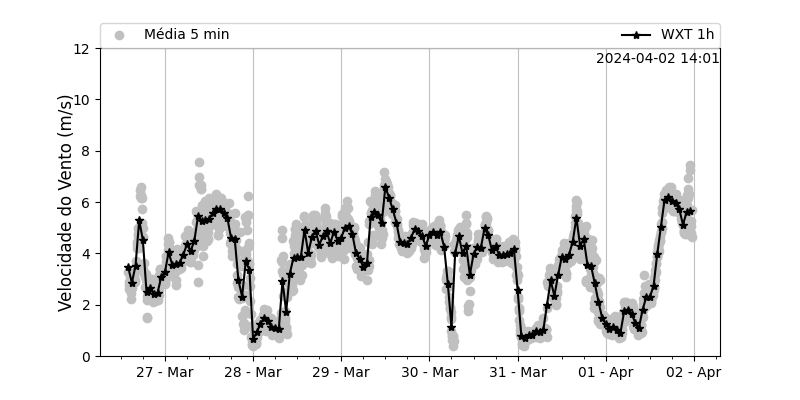 Média 5 min
WXT 1h
2024-04-02 14:01
Velocidade do Vento (m/s)
12
10
8
6
4
2
0
27 - Mar
28 - Mar
29 - Mar
30 - Mar
31 - Mar
01 - Apr
02 - Apr